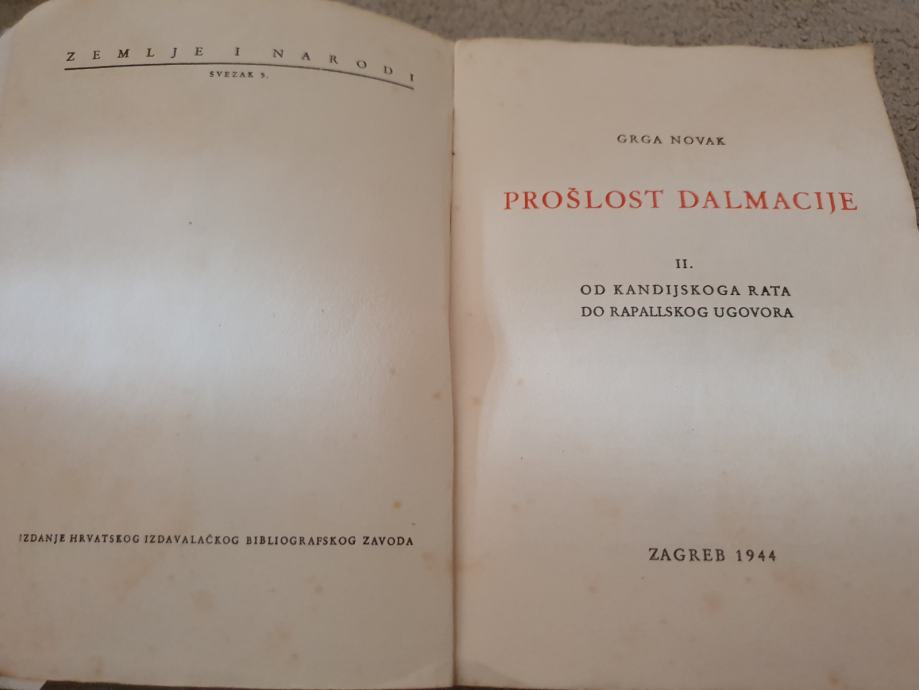 ZEMLJE I NARODI
SVEZAK 5.
IZDANJE HRVATSKOG IZDAVALAČKOG BIBLIOGRAFSKOG ZAVODA
GRGA NOVAK
PROŠLOST DALMACIJE
II.
OD KANDIJSKOGA RATA
DO RAPALLSKOG UGOVORA
ZAGREB 1944